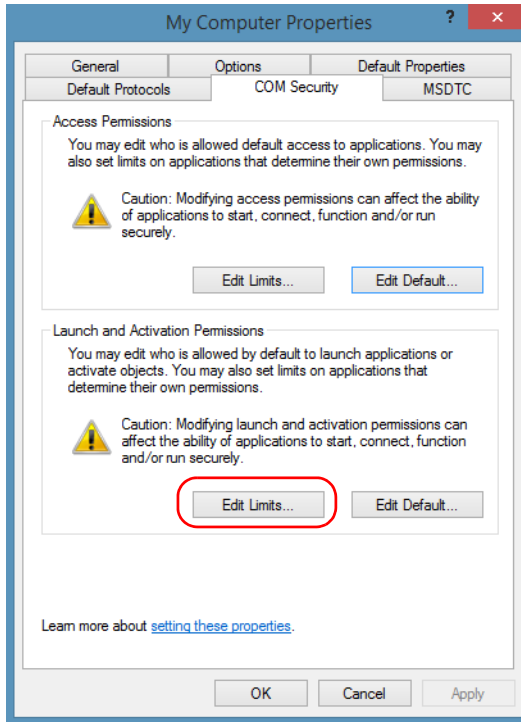 My Computer Properties
?
×
General
Options
Default Properties
Default Protocols
COM Security
MSDTC
Access Permissions
You may edit who is allowed default access to applications. You may
also set limits on applications that determine their own permissions.
Caution: Modifying access permissions can affect the ability
of applications to start, connect, function and/or run
securely.
Edit Limits...
Edit Default...
Launch and Activation Permissions
You may edit who is allowed by default to launch applications or
activate objects. You may also set limits on applications that
determine their own permissions.
Caution: Modifying launch and activation permissions can
affect the ability of applications to start, connect, function
and/or run securely.
Edit Limits...
Edit Default...
Learn more about setting these properties.
OK
Cancel
Apply